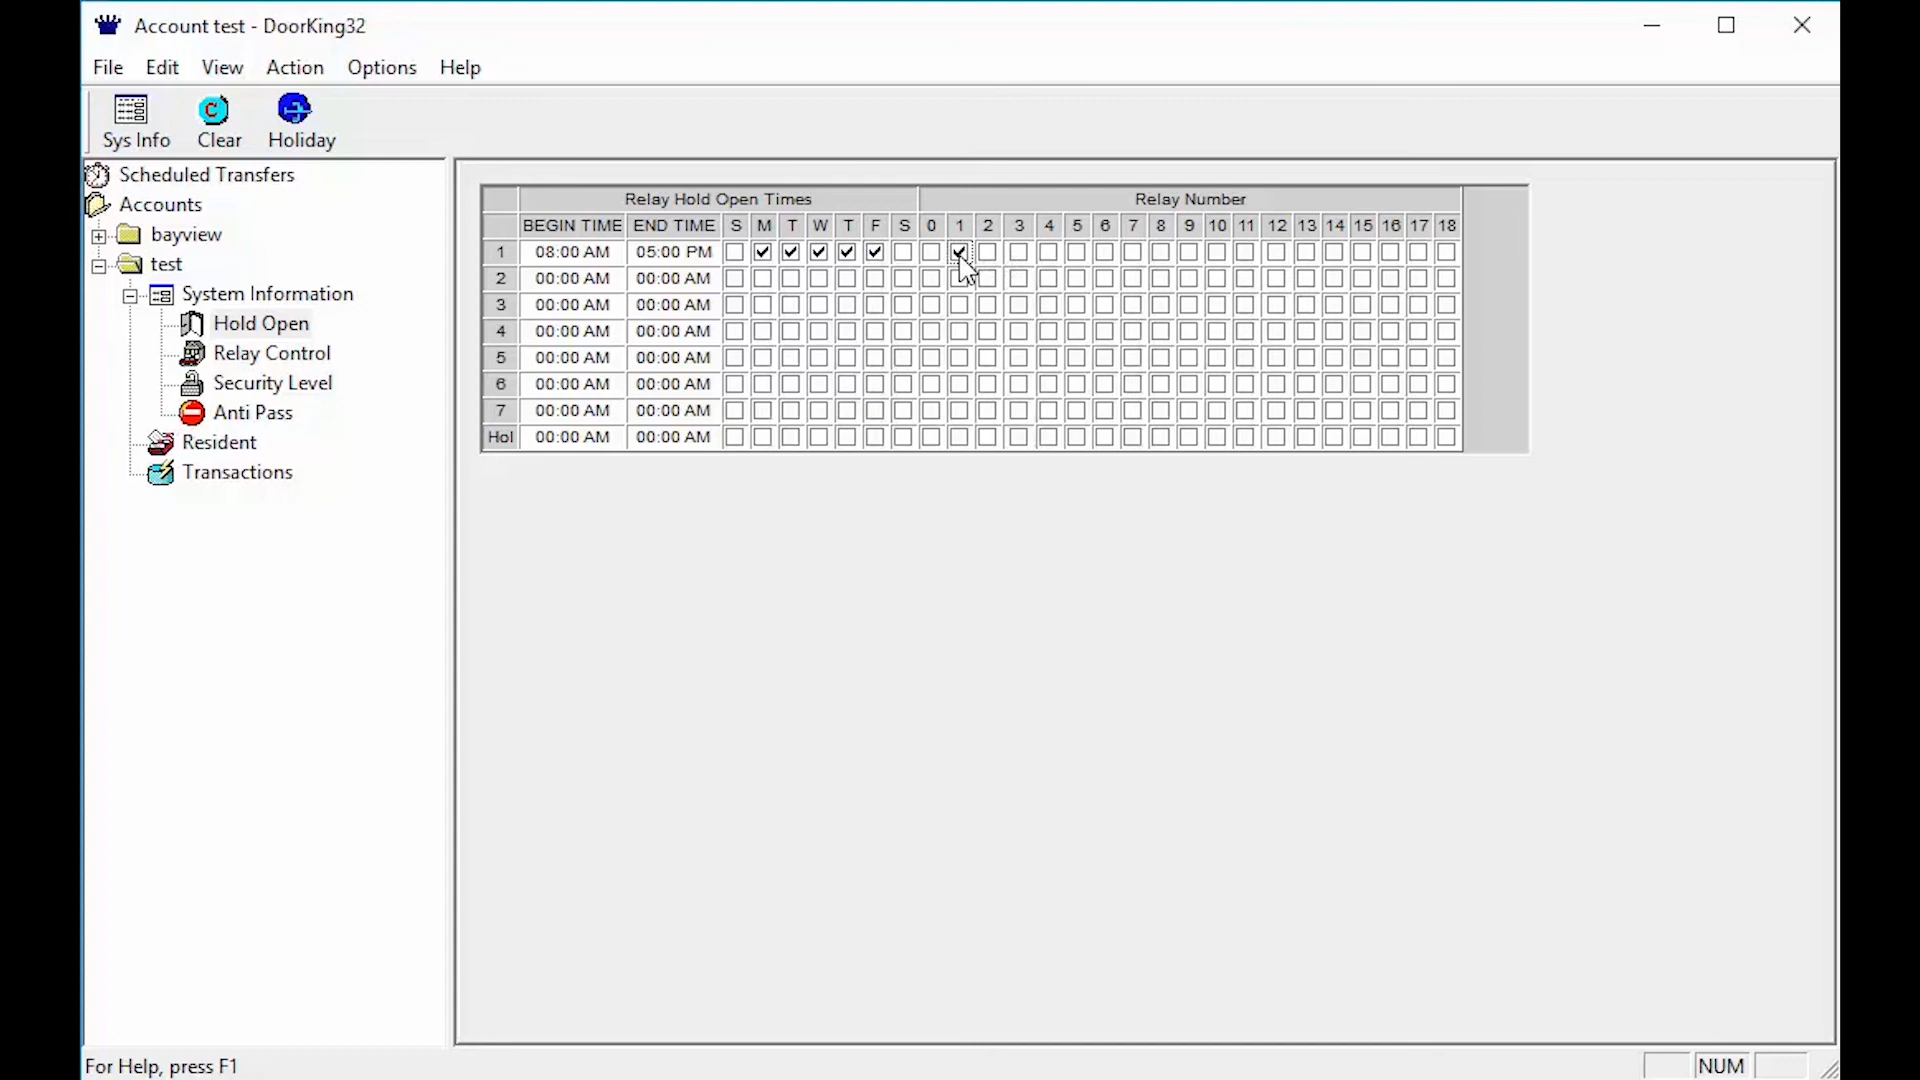 Account test - DoorKing32
File Edit View Action Options Help
Sys Info Clear Holiday
Scheduled Transfers
Accounts
bayview
test
System Information
Hold Open
Relay Control
Security Level
Anti Pass
Resident
Transactions
Relay Hold Open Times Relay Number
BEGIN TIME END TIME S M T W T F S 0 1 2 3 4 5 6 7 8 9 10 11 12 13 14 15 16 17 18
1 08:00 AM 05:00 PM
2 00:00 AM 00:00 AM
3 00:00 AM 00:00 AM
4 00:00 AM 00:00 AM
5 00:00 AM 00:00 AM
6 00:00 AM 00:00 AM
7 00:00 AM 00:00 AM
Hol 00:00 AM 00:00 AM
For Help, press F1 NUM